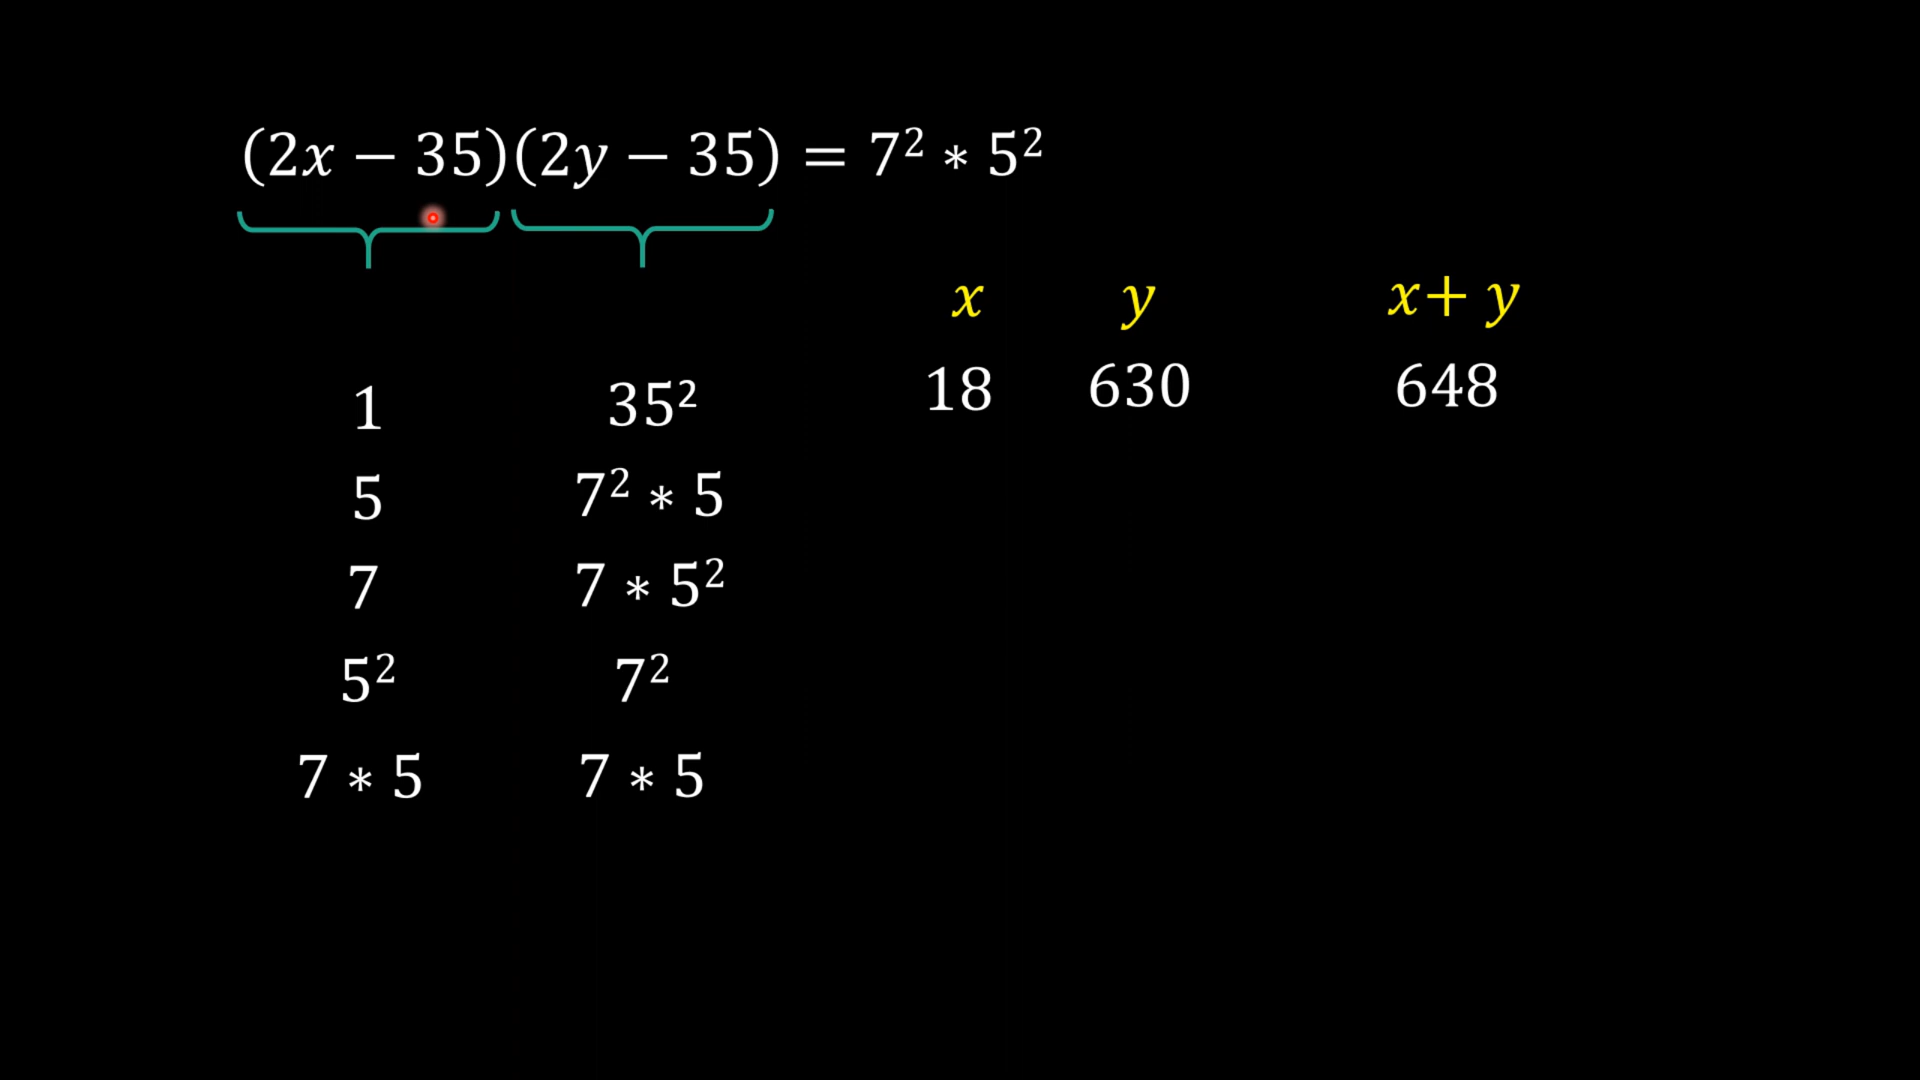 (2x − 35)(2y − 35) = 7² * 5²
x y x+ y
1 35² 18 630 648
5 7² * 5
7 7 * 5²
5² 7²
7 * 5 7 * 5